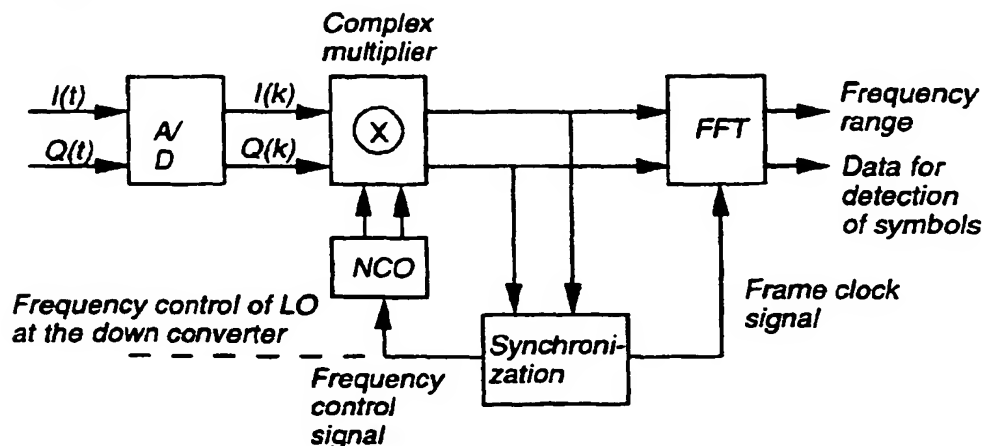 Complex
multiplier
I(t)
I(k)
Q(t)
Q(k)
A/
D
X
FFT
Frequency
range
Data for
detection
of symbols
NCO
Frequency control of LO
at the down converter
Frame clock
signal
Synchroni-
zation
Frequency
control
signal